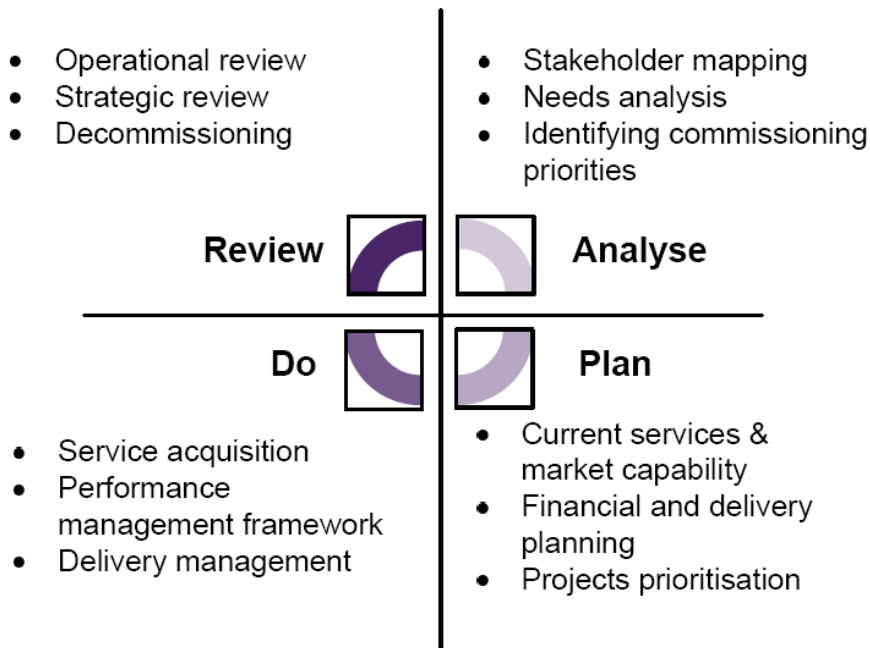 • Operational review
• Strategic review
• Decommissioning
• Stakeholder mapping
• Needs analysis
• Identifying commissioning
priorities
Review
Analyse
Do
Plan
• Service acquisition
• Performance
management framework
• Delivery management
• Current services &
market capability
• Financial and delivery
planning
• Projects prioritisation